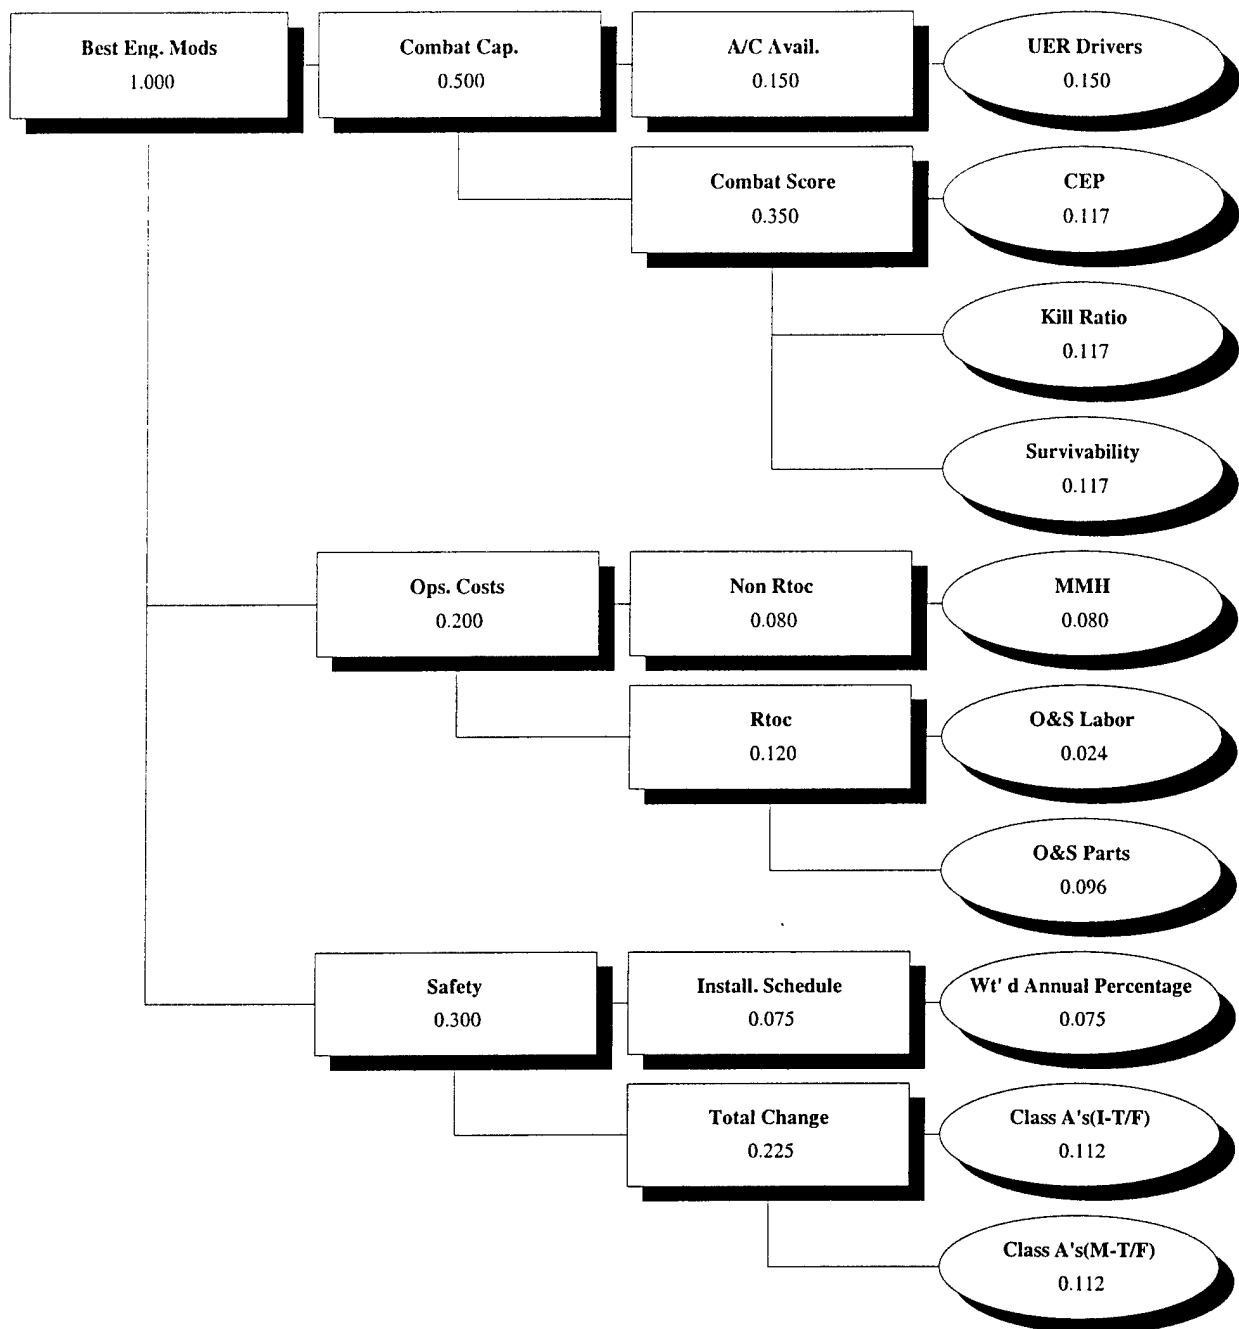 Best Eng. Mods
1.000
Combat Cap.
0.500
A/C Avail.
0.150
UER Drivers
0.150
Combat Score
0.350
CEP
0.117
Kill Ratio
0.117
Survivability
0.117
Ops. Costs
0.200
Non Rtoc
0.080
MMH
0.080
Rtoc
0.120
O&S Labor
0.024
O&S Parts
0.096
Safety
0.300
Install. Schedule
0.075
Wt' d Annual Percentage
0.075
Total Change
0.225
Class A's(I-T/F)
0.112
Class A's(M-T/F)
0.112